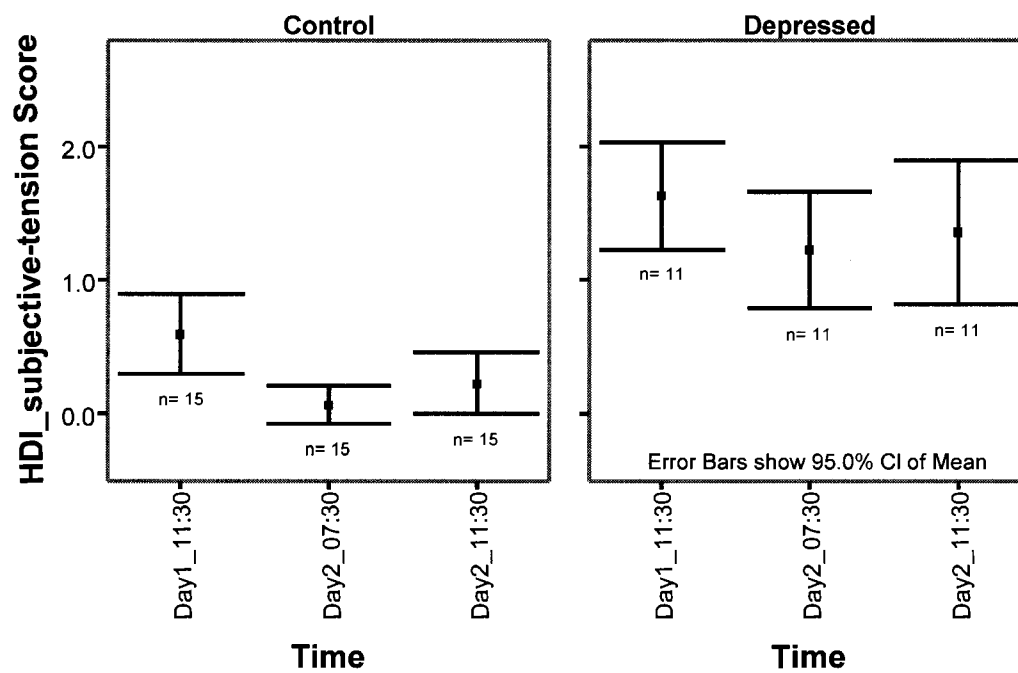 Control
Depressed
HDI_subjective-tension Score
2.0
1.0
0.0
n= 15
n= 15
n= 15
n= 11
n= 11
n= 11
Error Bars show 95.0% CI of Mean
Day1_11:30
Day2_07:30
Day2_11:30
Day1_11:30
Day2_07:30
Day2_11:30
Time
Time